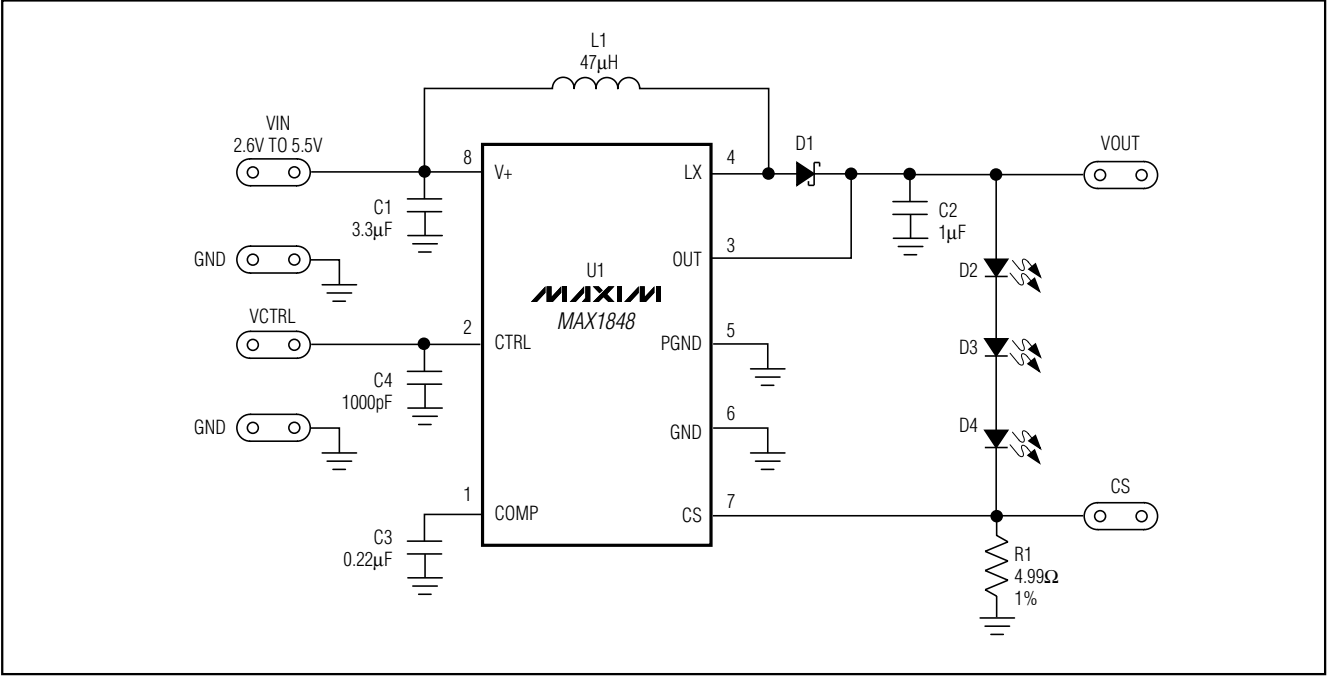 L1
47μH
VIN
2.6V TO 5.5V
8
V+
LX
4
D1
VOUT
C1
3.3μF
C2
1μF
GND
OUT
3
U1
MAXIM
MAX1848
D2
VCTRL
2
CTRL
PGND
5
D3
C4
1000pF
GND
GND
6
D4
1
COMP
CS
7
CS
C3
0.22μF
R1
4.99Ω
1%